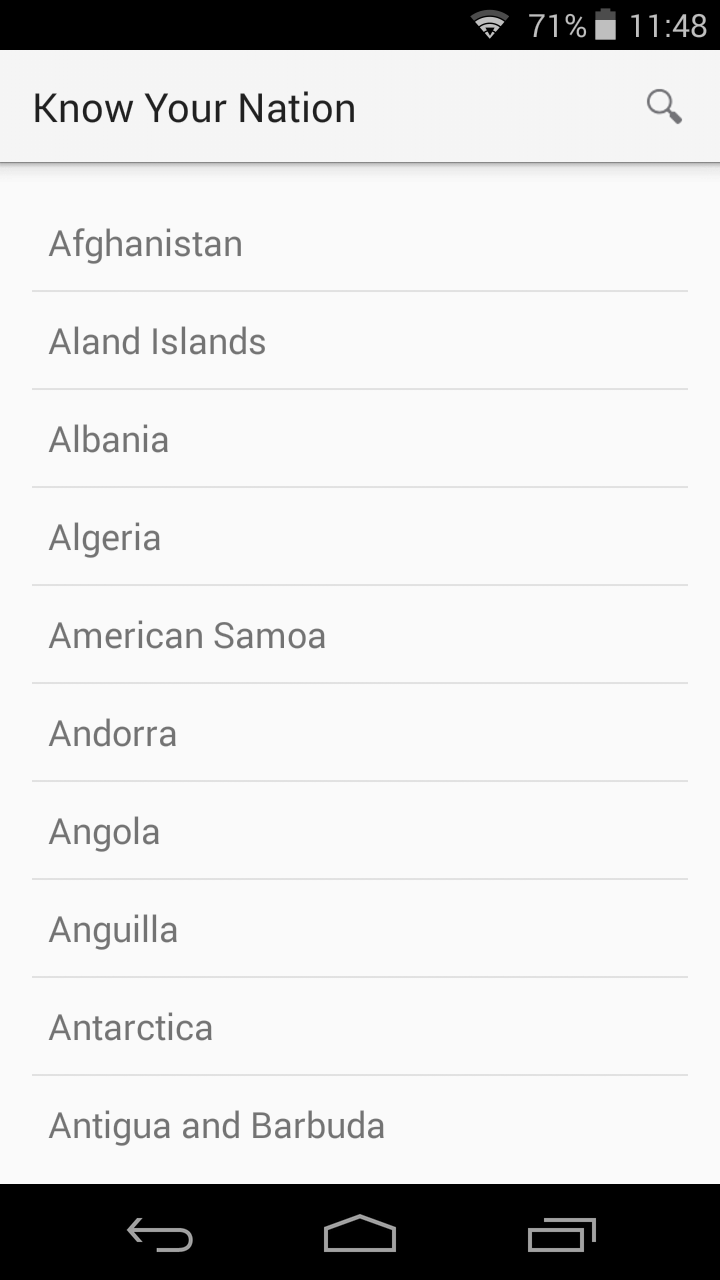 71% 11:48
Know Your Nation
Afghanistan
Aland Islands
Albania
Algeria
American Samoa
Andorra
Angola
Anguilla
Antarctica
Antigua and Barbuda